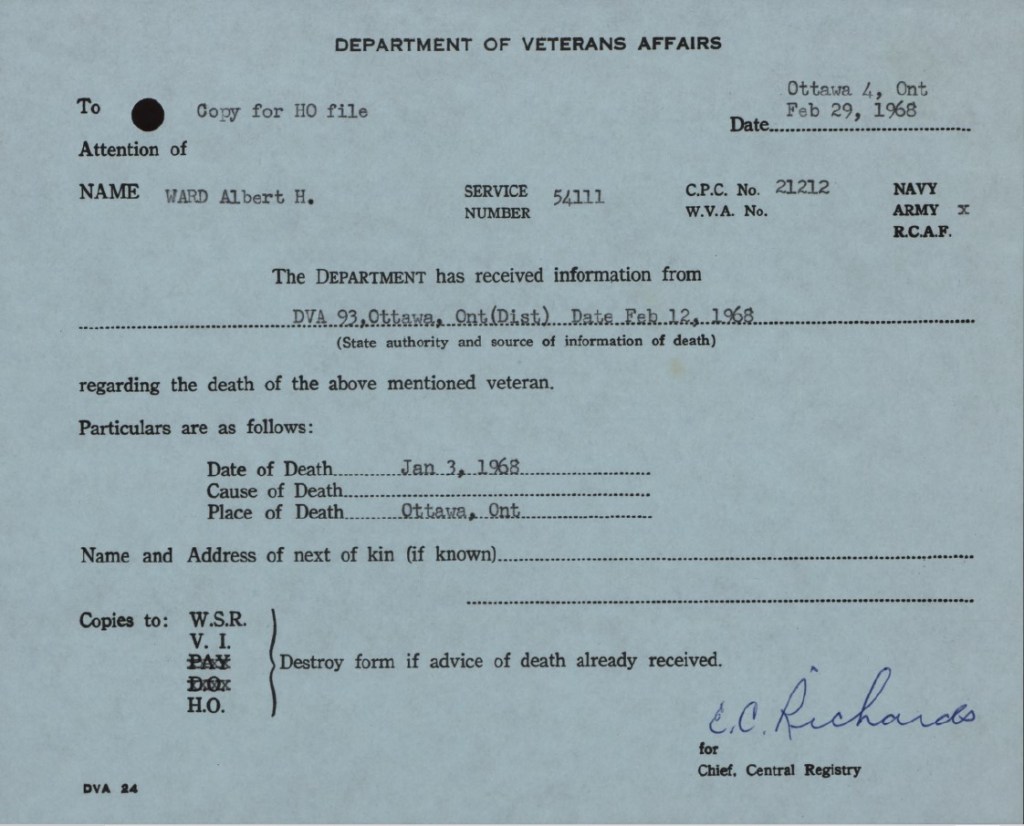 DEPARTMENT OF VETERANS AFFAIRS
Ottawa 4, Ont
To Copy for HO file
Date Feb 29, 1968
Attention of
NAME WARD Albert H. SERVICE NUMBER 54111 C.P.C. No. 21212 NAVY
W.V.A. No. ARMY x
R.C.A.F.
The DEPARTMENT has received information from
DVA 93, Ottawa, Ont(Dist) Date Feb 12, 1968
(State authority and source of information of death)
regarding the death of the above mentioned veteran.
Particulars are as follows:
Date of Death Jan 3, 1968
Cause of Death
Place of Death Ottawa, Ont
Name and Address of next of kin (if known)
Copies to: W.S.R.
V. I.
PAY
Destroy form if advice of death already received.
D.O.
H.O.
E.C. Richards
for
Chief, Central Registry
DVA 24